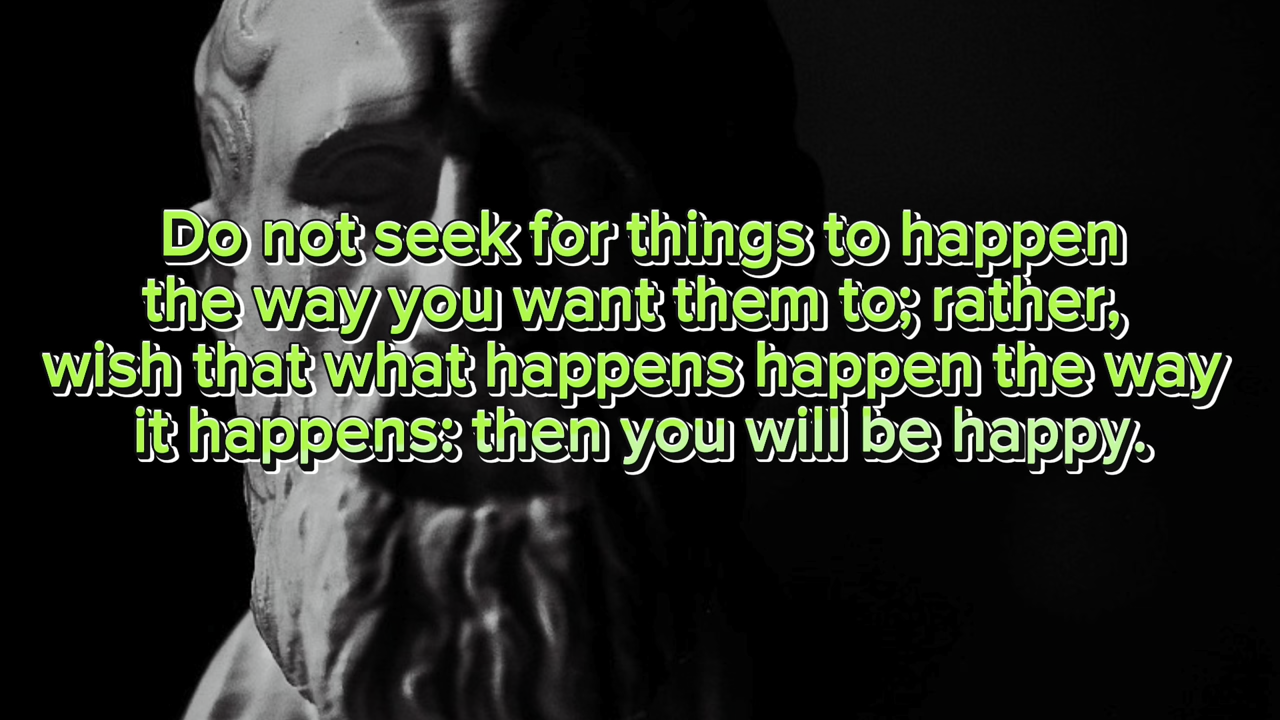 Do not seek for things to happen
the way you want them to; rather,
wish that what happens happen the way
it happens: then you will be happy.